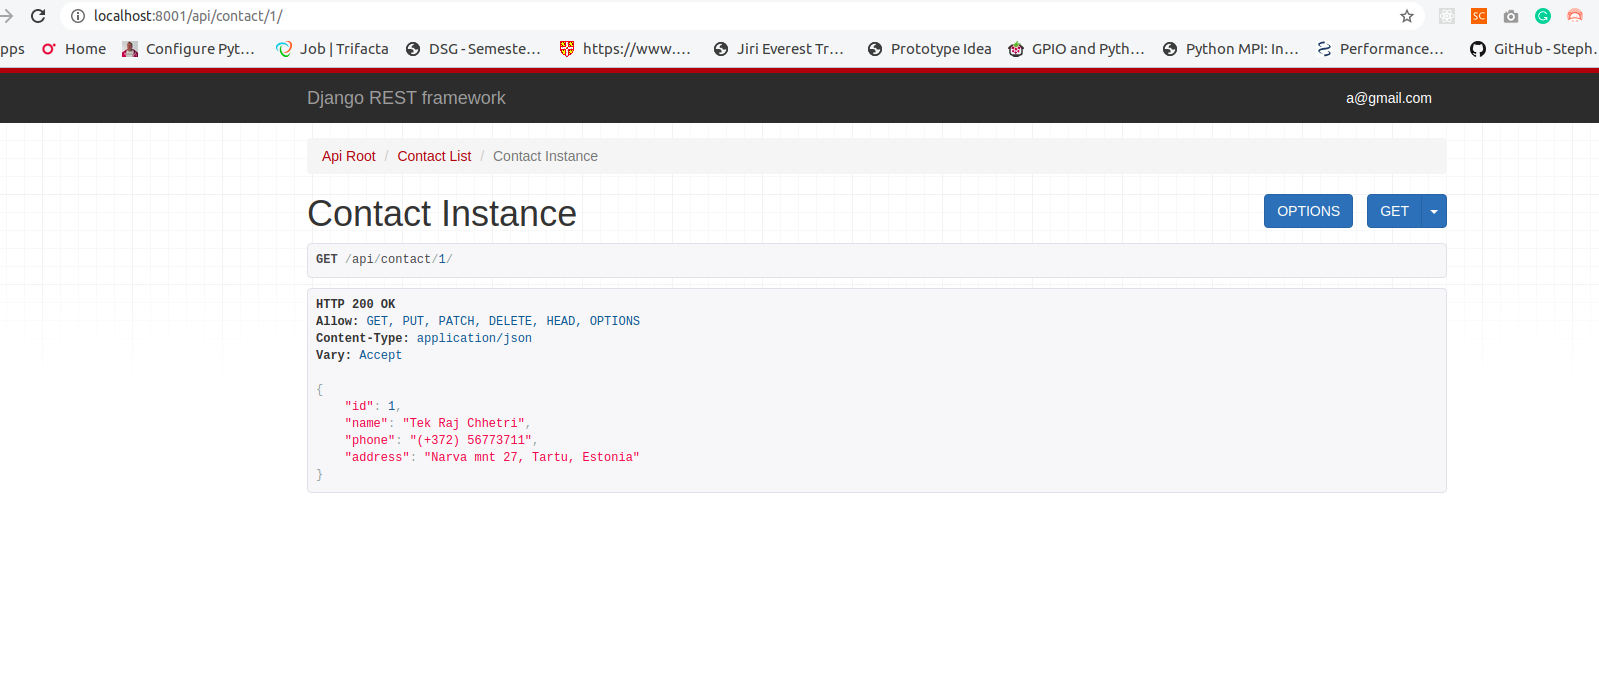 localhost:8001/api/contact/1/
pps Home Configure Pyt... Job | Trifacta DSG - Semeste... https://www.... Jiri Everest Tr... Prototype Idea GPIO and Pyth... Python MPI: In... Performance... GitHub - Steph.
SC
Django REST framework a@gmail.com
Api Root / Contact List / Contact Instance
Contact Instance OPTIONS GET
GET /api/contact/1/
HTTP 200 OK
Allow: GET, PUT, PATCH, DELETE, HEAD, OPTIONS
Content-Type: application/json
Vary: Accept
{
"id": 1,
"name": "Tek Raj Chhetri",
"phone": "(+372) 56773711",
"address": "Narva mnt 27, Tartu, Estonia"
}